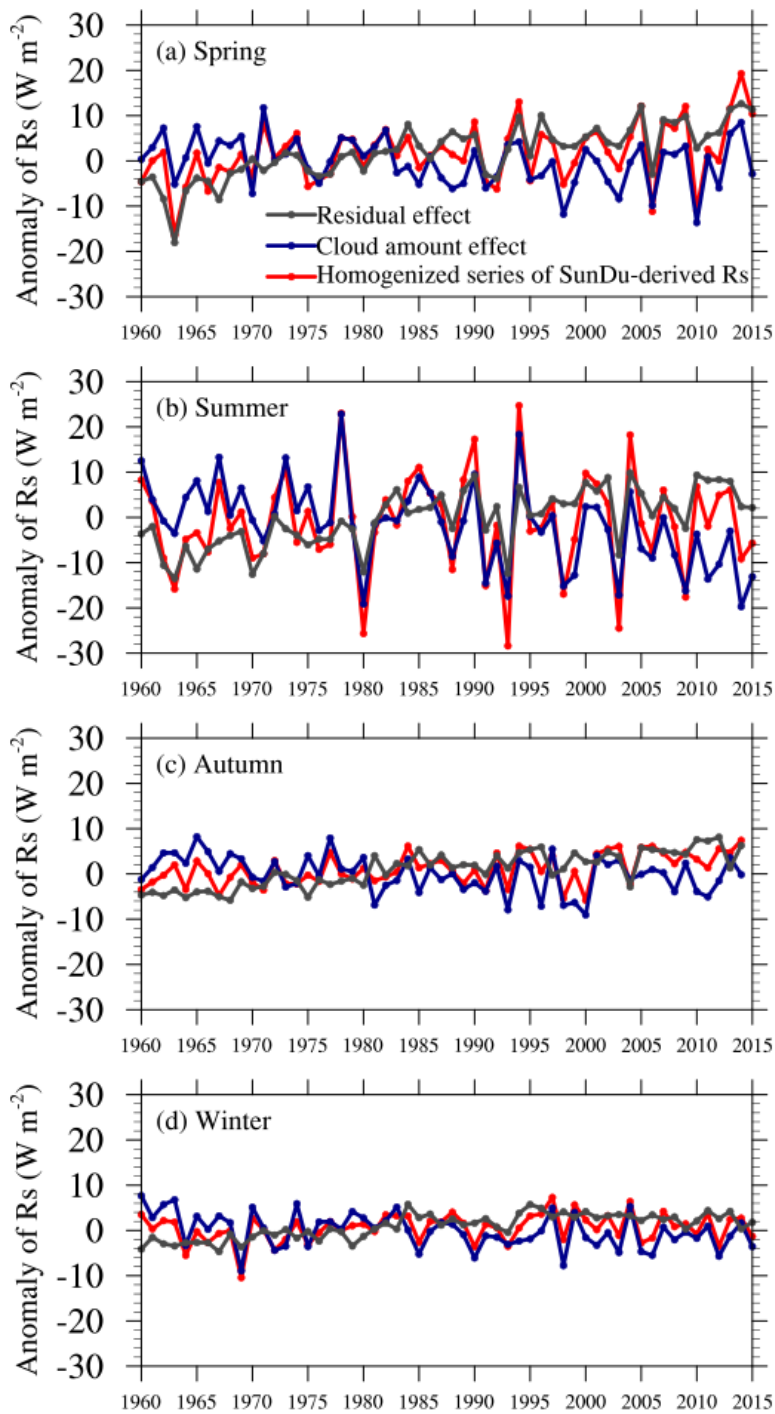 30
20
10
0
-10
-20
-30
Anomaly of Rs (W m-2)
(a) Spring
Residual effect
Cloud amount effect
Homogenized series of SunDu-derived Rs
1960 1965 1970 1975 1980 1985 1990 1995 2000 2005 2010 2015
30
20
10
0
-10
-20
-30
Anomaly of Rs (W m-2)
(b) Summer
1960 1965 1970 1975 1980 1985 1990 1995 2000 2005 2010 2015
30
20
10
0
-10
-20
-30
Anomaly of Rs (W m-2)
(c) Autumn
1960 1965 1970 1975 1980 1985 1990 1995 2000 2005 2010 2015
30
20
10
0
-10
-20
-30
Anomaly of Rs (W m-2)
(d) Winter
1960 1965 1970 1975 1980 1985 1990 1995 2000 2005 2010 2015